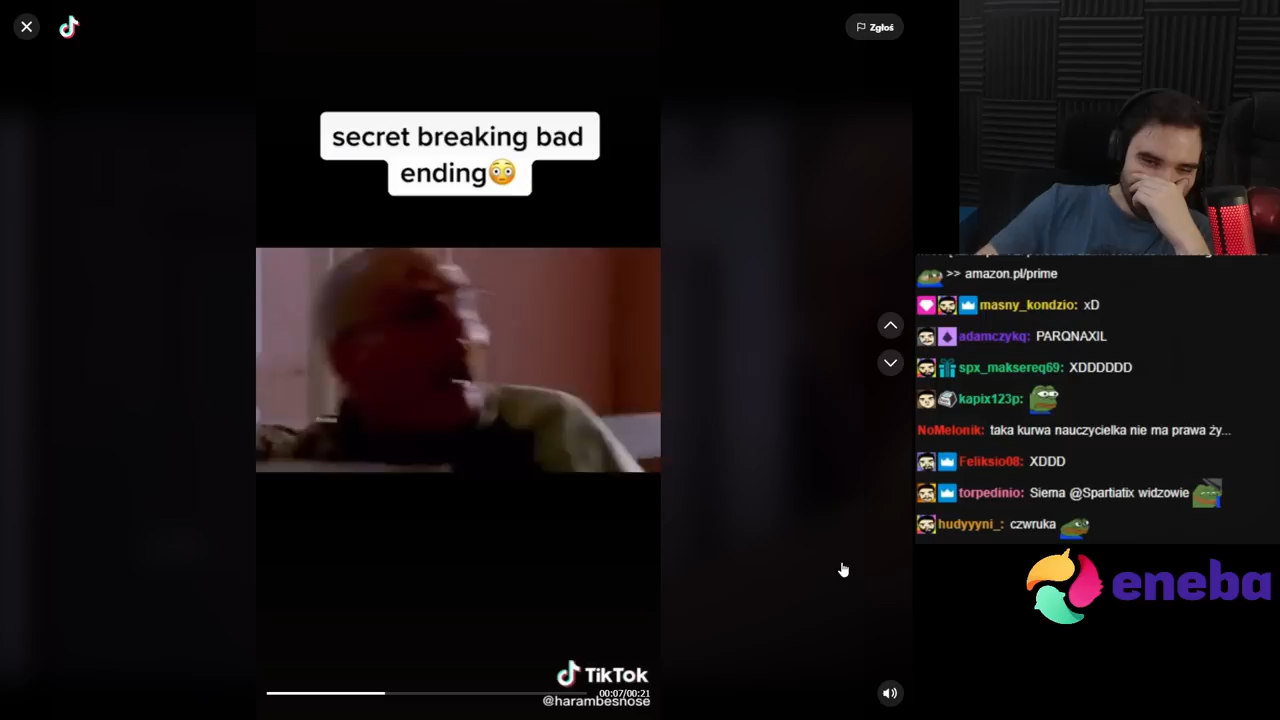 Zgłoś
secret breaking bad
ending😳
>> amazon.pl/prime
masny_kondzio: xD
adamczykq: PARQNAXIL
spx_maksereq69: XDDDDDD
kapix123p:
NoMelonik: taka kurwa nauczycielka nie ma prawa ży...
Feliksio08: XDDD
torpedinio: Siema @Spartiatix widzowie
hudyyyni_: czwruka
eneba
TikTok
00:07/00:21
@harambesnose